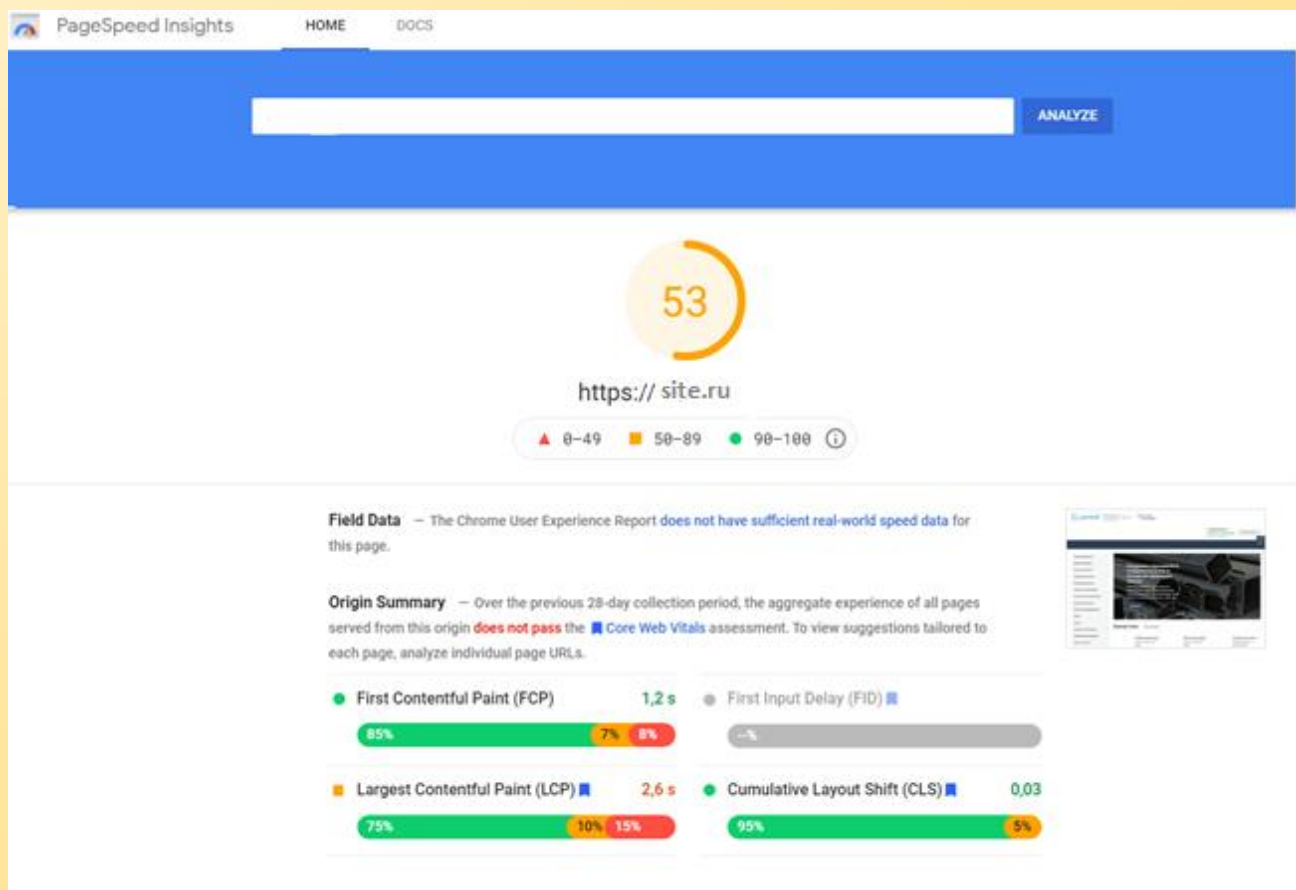 PageSpeed Insights HOME DOCS
ANALYZE
53
https:// site.ru
0–49 50–89 90–100
Field Data — The Chrome User Experience Report does not have sufficient real-world speed data for
this page.
Origin Summary — Over the previous 28-day collection period, the aggregate experience of all pages
served from this origin does not pass the Core Web Vitals assessment. To view suggestions tailored to
each page, analyze individual page URLs.
First Contentful Paint (FCP) 1,2 s
85% 7% 8%
First Input Delay (FID)
--%
Largest Contentful Paint (LCP) 2,6 s
75% 10% 15%
Cumulative Layout Shift (CLS) 0,03
95% 5%